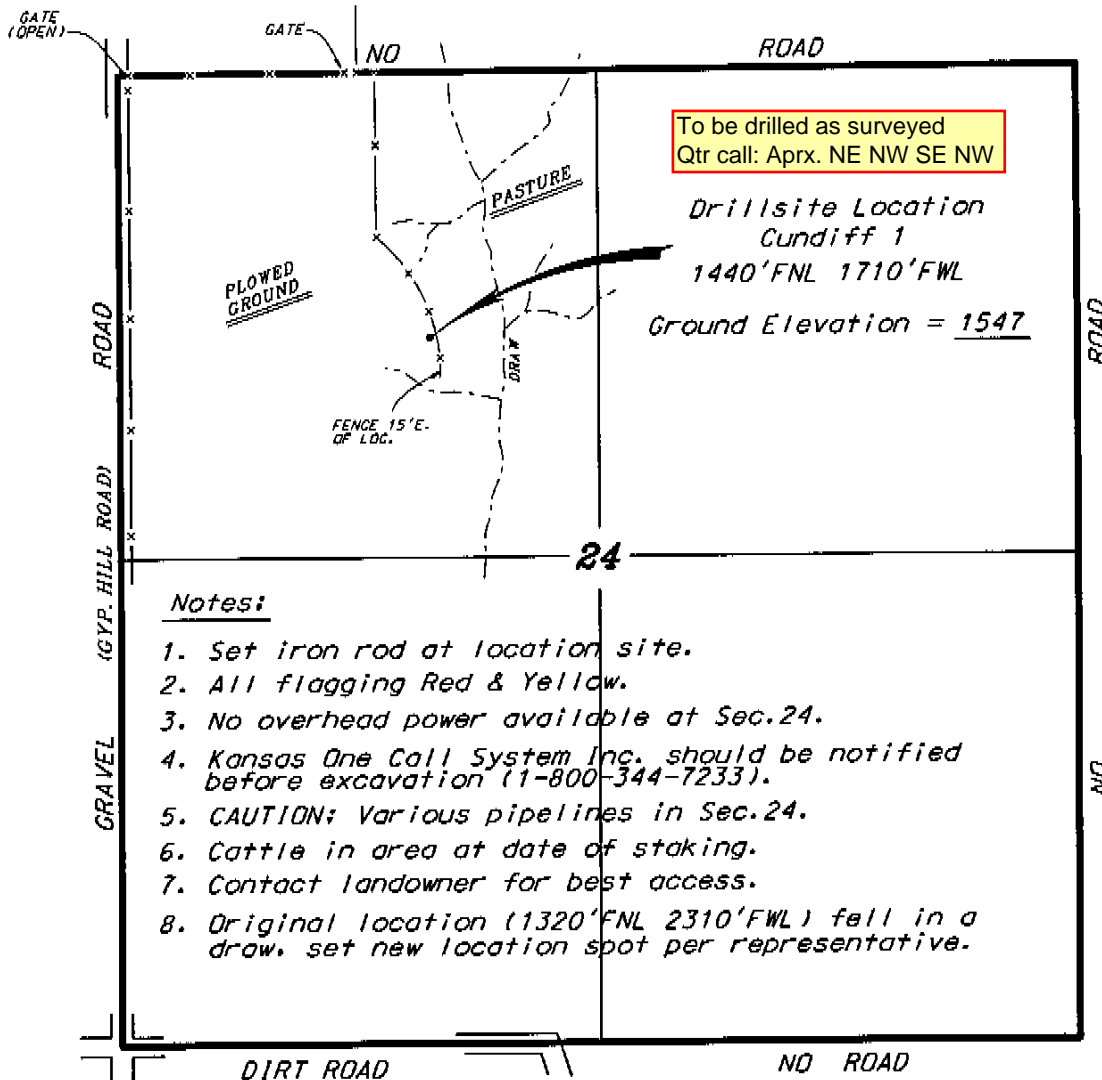 GATE
(OPEN)
GATE
NO
ROAD
To be drilled as surveyed
Qtr call: Aprx. NE NW SE NW
PASTURE
Drillsite Location
Cundiff 1
1440'FNL 1710'FWL
PLOWED
GROUND
Ground Elevation = 1547
ROAD
ROAD
DRAW
FENCE 15'E.
OF LOC.
(GYP. HILL ROAD)
24
Notes:
1. Set iron rod at location site.
2. All flagging Red & Yellow.
3. No overhead power available at Sec.24.
4. Kansas One Call System Inc. should be notified
before excavation (1-800-344-7233).
5. CAUTION: Various pipelines in Sec.24.
6. Cattle in area at date of staking.
7. Contact landowner for best access.
8. Original location (1320'FNL 2310'FWL) fell in a
draw. set new location spot per representative.
GRAVEL
NO
DIRT ROAD
NO ROAD